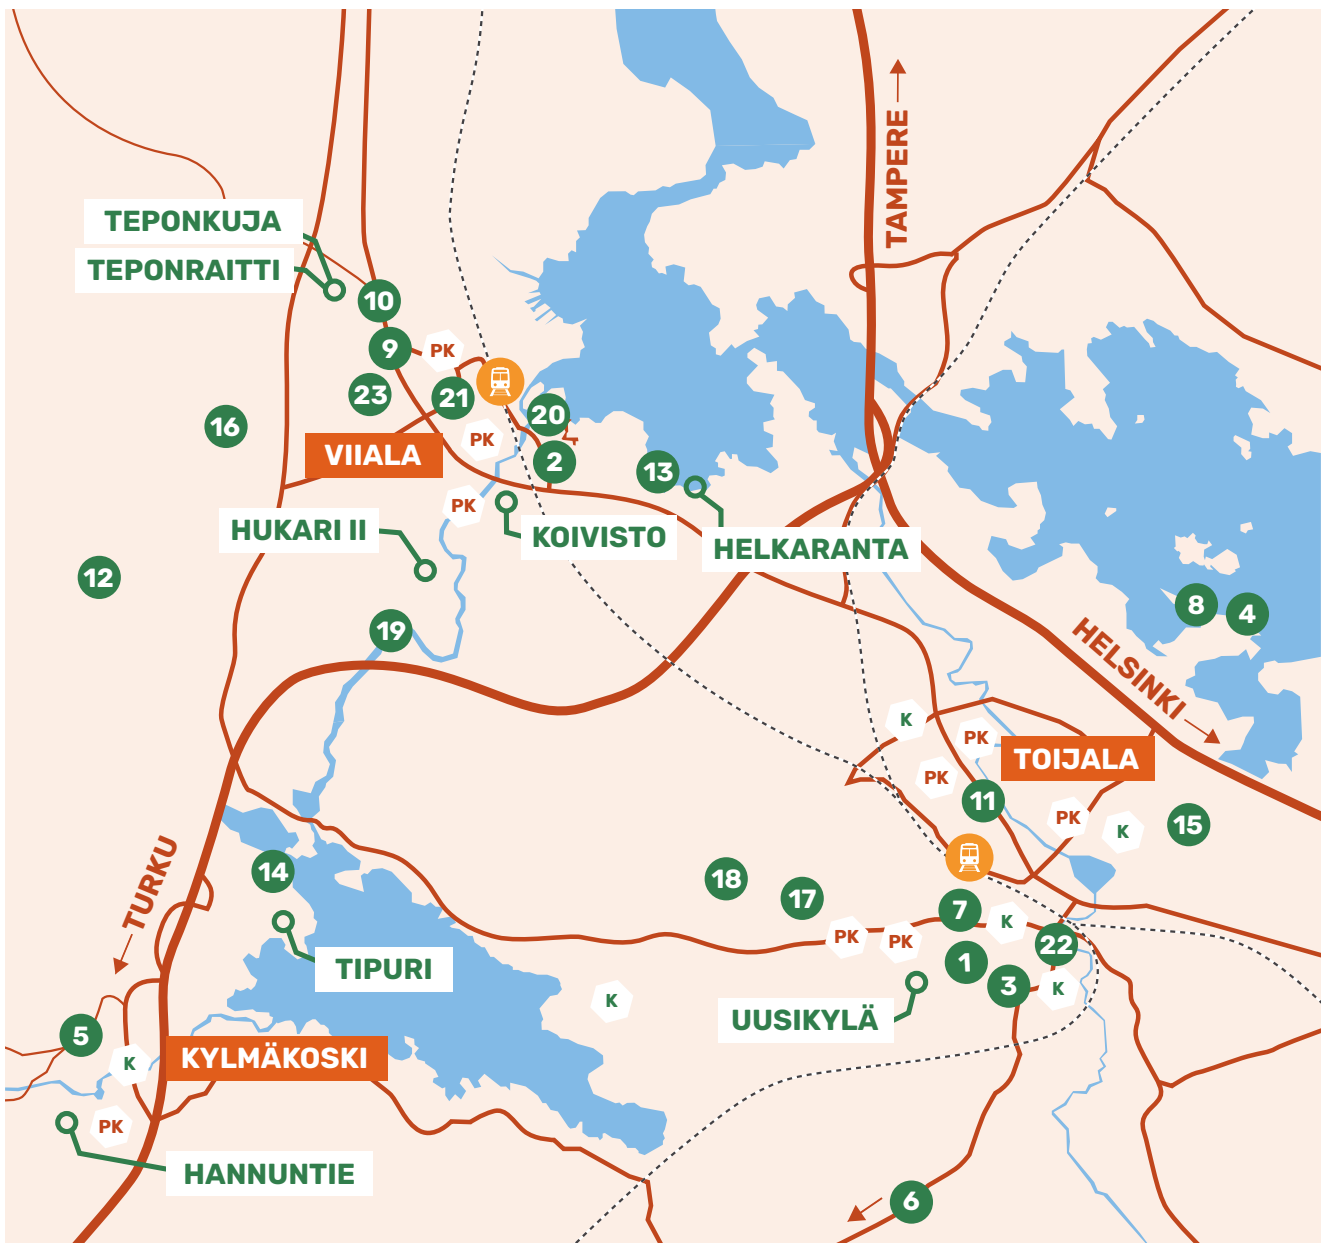 TAMPERE
TEPONKUJA
TEPONRAITTI
10
9
PK
23
21
20
16
VIIALA
PK
2
13
PK
HUKARI II
KOIVISTO
HELKARANTA
12
8
4
19
HELSINKI
K
PK
TOIJALA
PK
11
PK
K
15
TURKU
14
18
17
7
K
PK
PK
22
1
TIPURI
3
K
K
UUSIKYLÄ
5
K
KYLMÄKOSKI
PK
HANNUNTIE
6